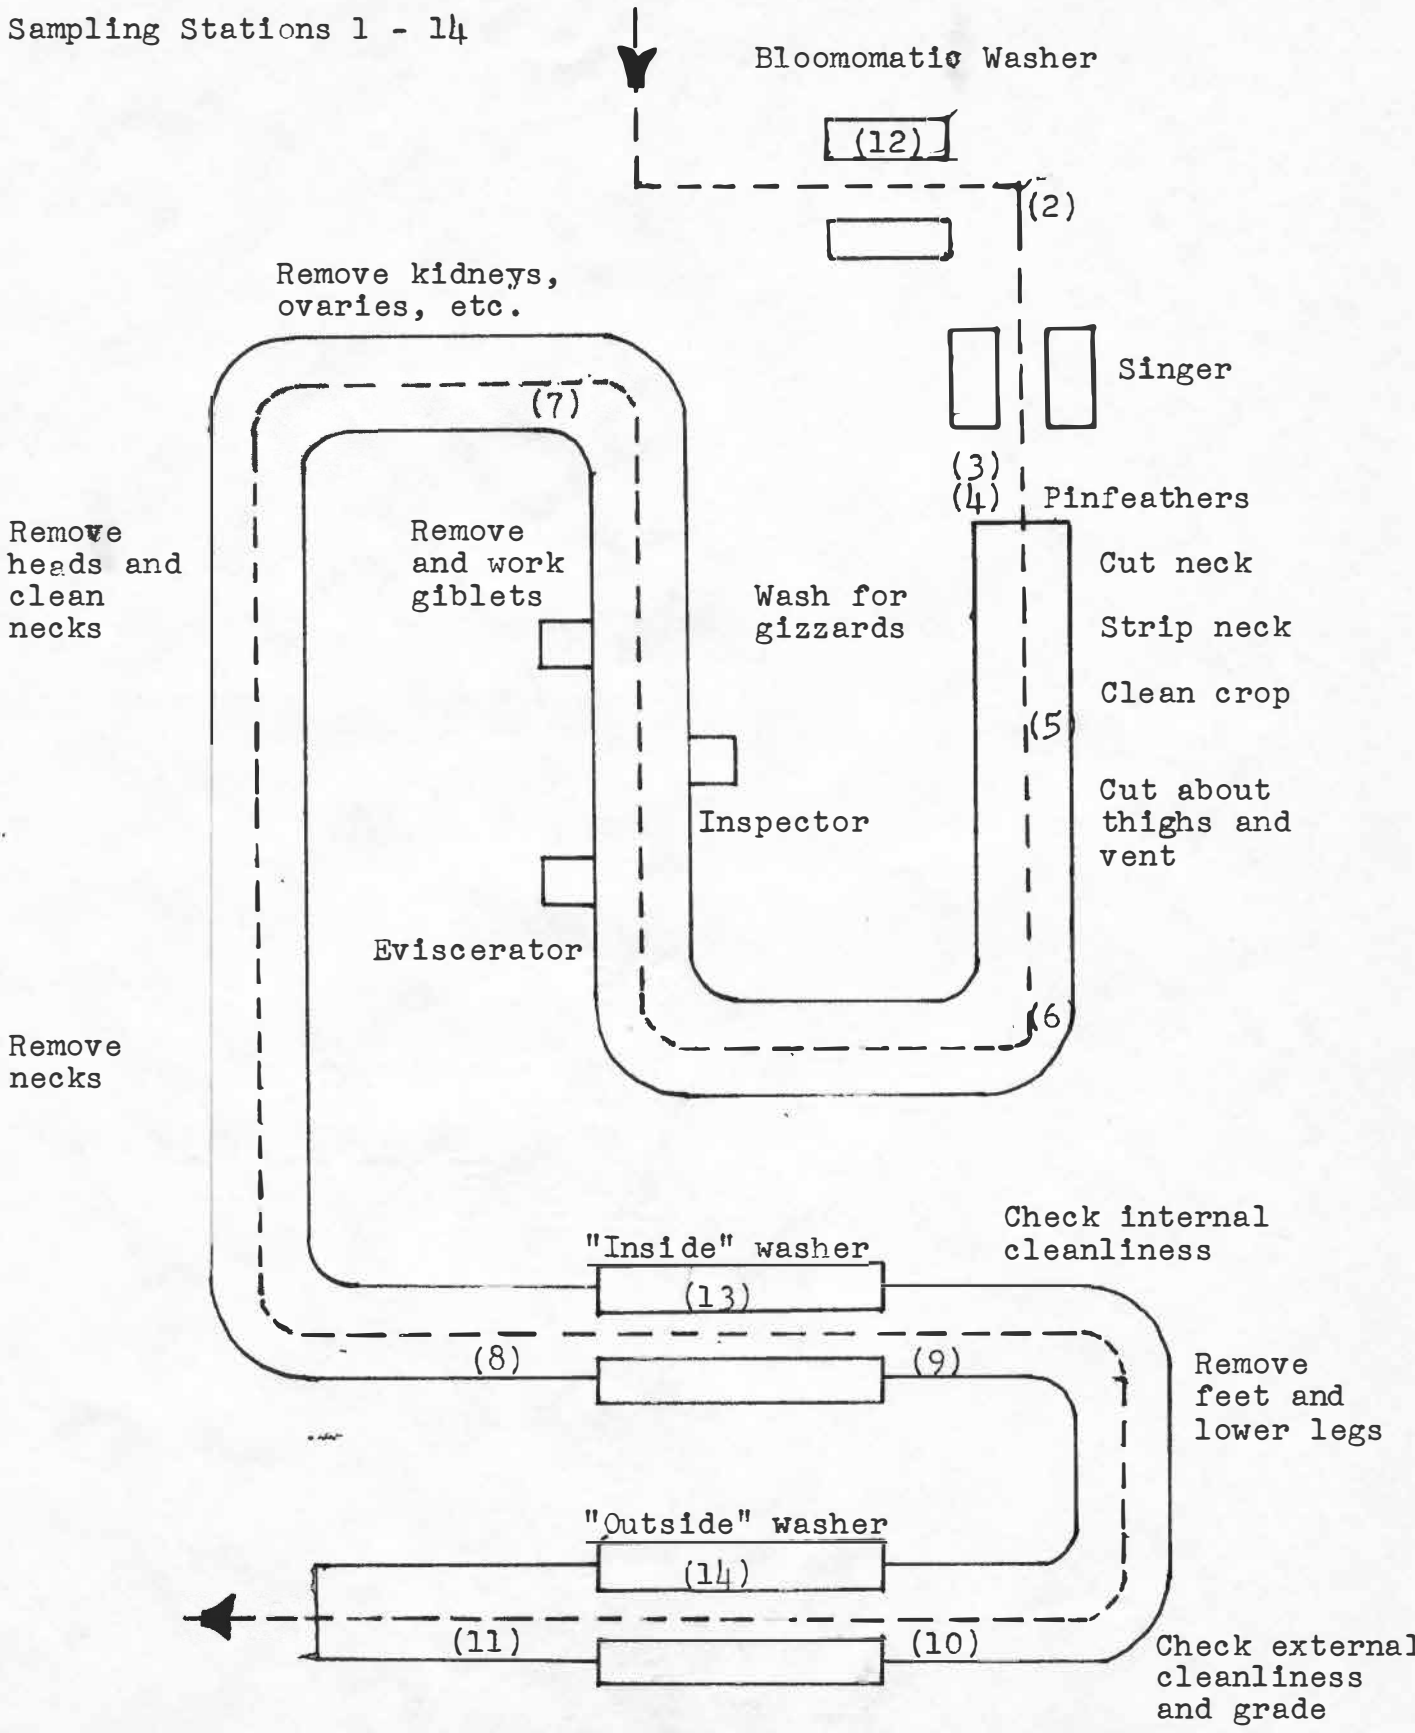 Sampling Stations 1 - 14
Bloomomatic Washer
(12)
(2)
Remove kidneys,
ovaries, etc.
Singer
(7)
(3)
(4)
Pinfeathers
Remove
heads and
clean
necks
Remove
and work
giblets
Wash for
gizzards
Cut neck
Strip neck
Clean crop
(5)
Cut about
thighs and
vent
Inspector
Eviscerator
(6)
Remove
necks
Check internal
cleanliness
"Inside" washer
(13)
(8)
(9)
Remove
feet and
lower legs
"Outside" washer
(14)
(11)
(10)
Check external
cleanliness
and grade